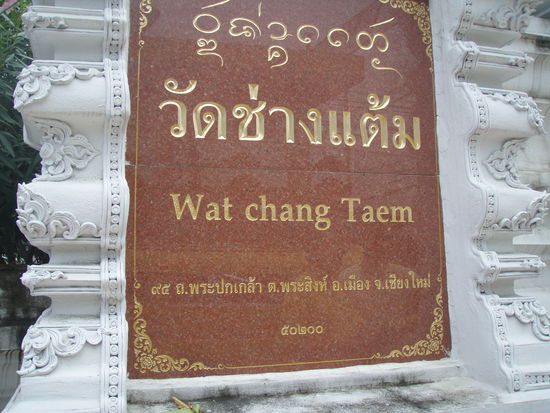 วัดช่างแต้ม
Wat chang Taem
๙๕ ถ.พระปกเกล้า ต.พระสิงห์ อ.เมือง จ.เชียงใหม่
๕๐๒๐๐